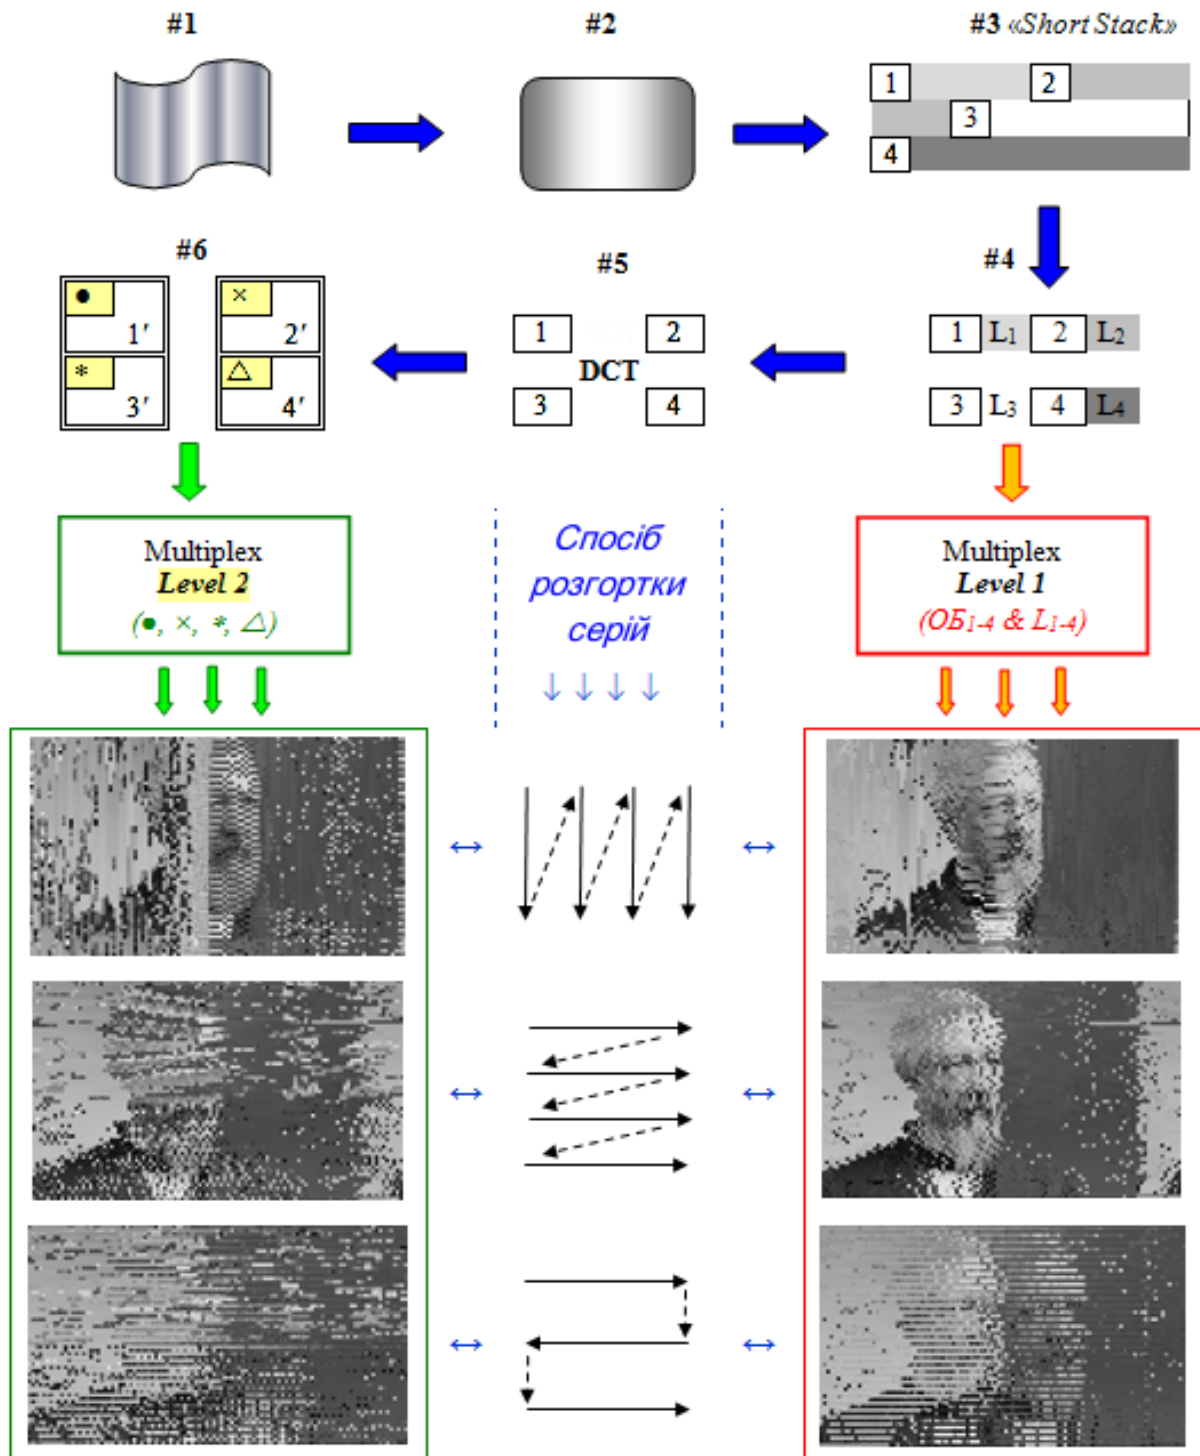 #1
#2
#3 «Short Stack»
1 2
3
4
#6
#5
#4
● ×
1′ 2′
* △
3′ 4′
1 2
DCT
3 4
1 L₁ 2 L₂
3 L₃ 4 L₄
Multiplex
Level 2
(●, ×, *, △)
Спосіб
розгортки
серій
Multiplex
Level 1
(ОБ₁₋₄ & L₁₋₄)